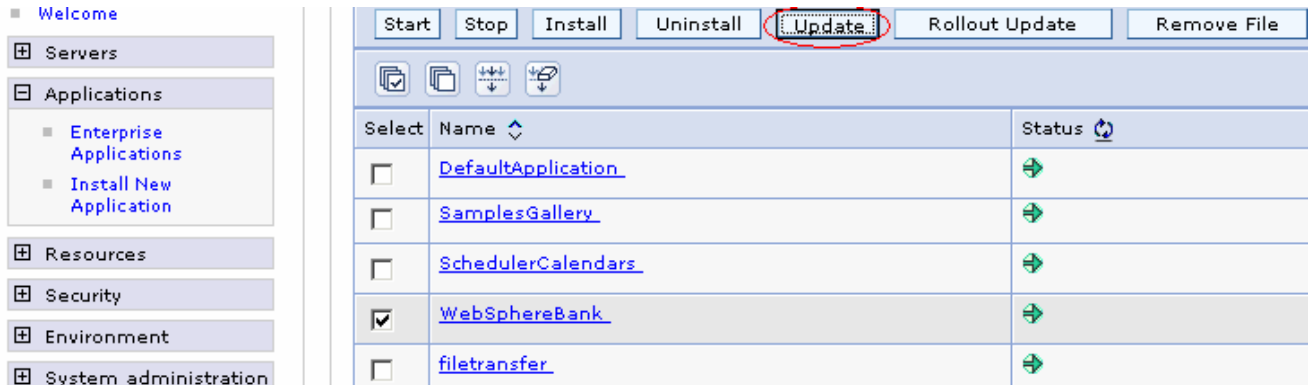 Welcome
Servers
Applications
Enterprise
Applications
Install New
Application
Resources
Security
Environment
System administration
Start Stop Install Uninstall Update Rollout Update Remove File
Select Name Status
DefaultApplication
SamplesGallery
SchedulerCalendars
WebSphereBank
filetransfer